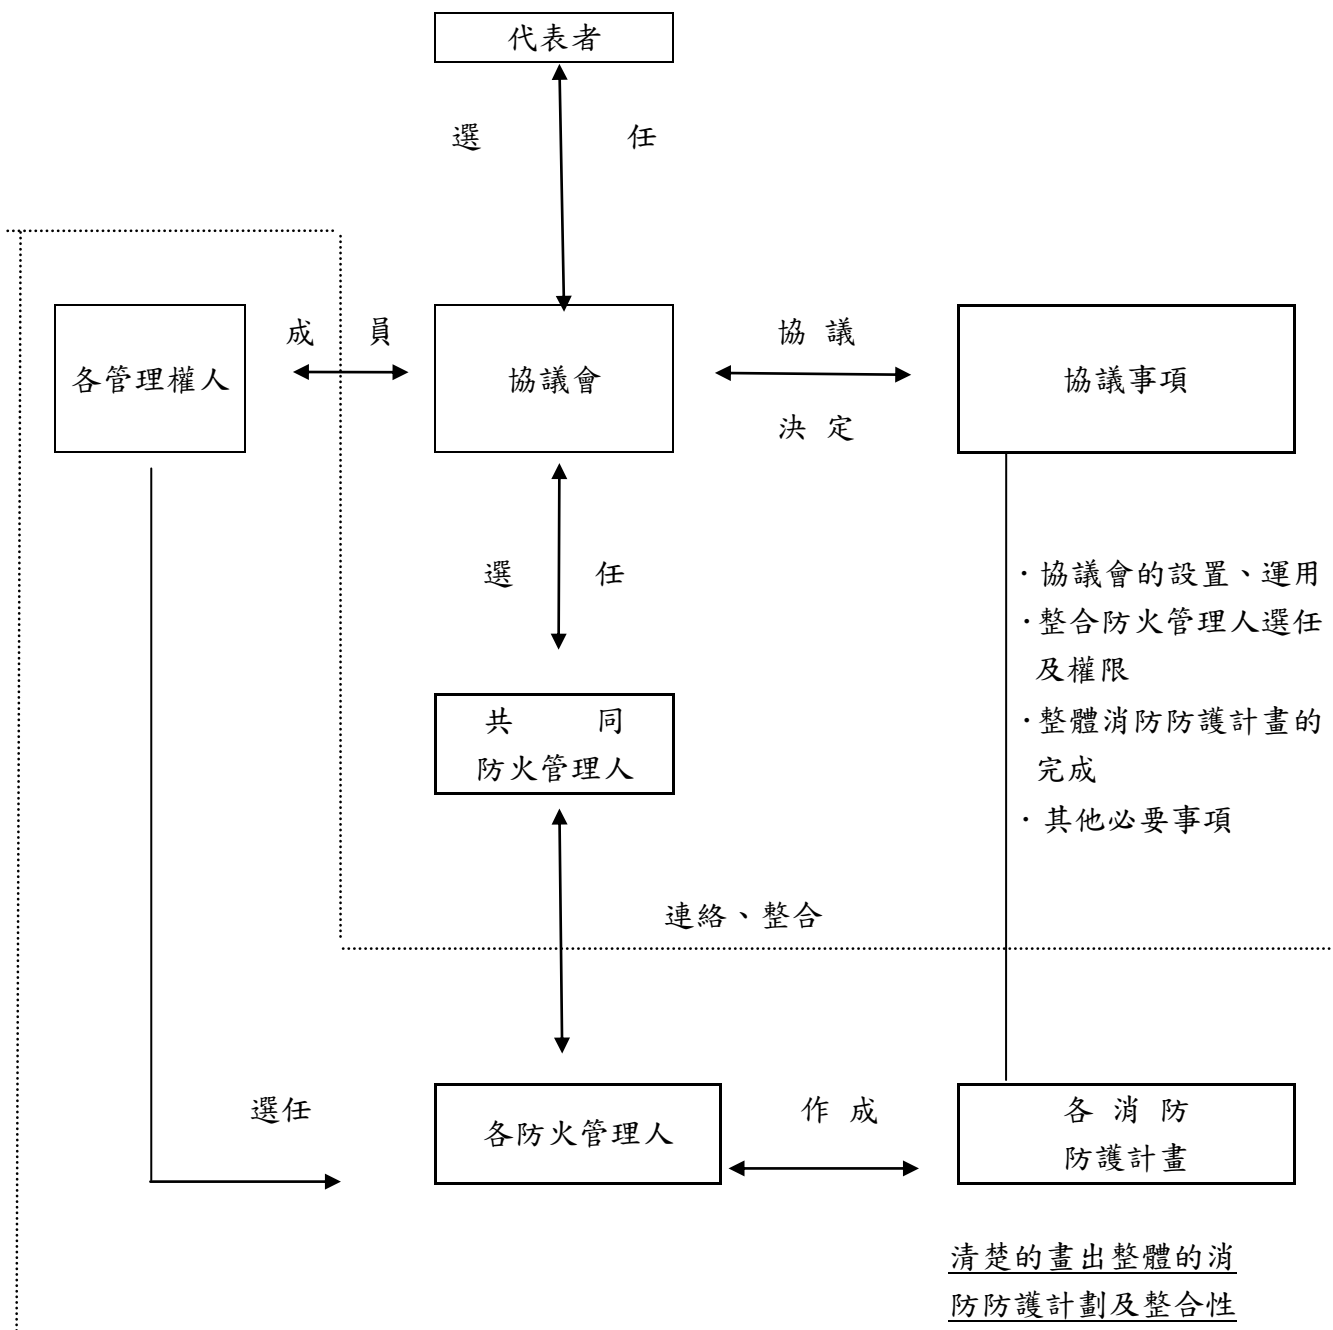 代表者
選 任
成 員
協 議
各管理權人
協議會
協議事項
決 定
選 任
·協議會的設置、運用
·整合防火管理人選任
及權限
·整體消防防護計畫的
完成
·其他必要事項
共 同
防火管理人
連絡、整合
選任
各防火管理人
作 成
各 消 防
防護計畫
清楚的畫出整體的消
防防護計劃及整合性